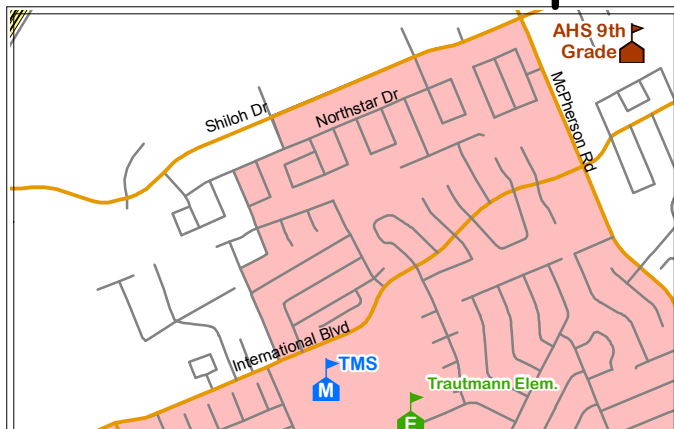 AHS 9th
Grade
McPherson Rd
Shiloh Dr
Northstar Dr
International Blvd
TMS
M
Trautmann Elem.
E